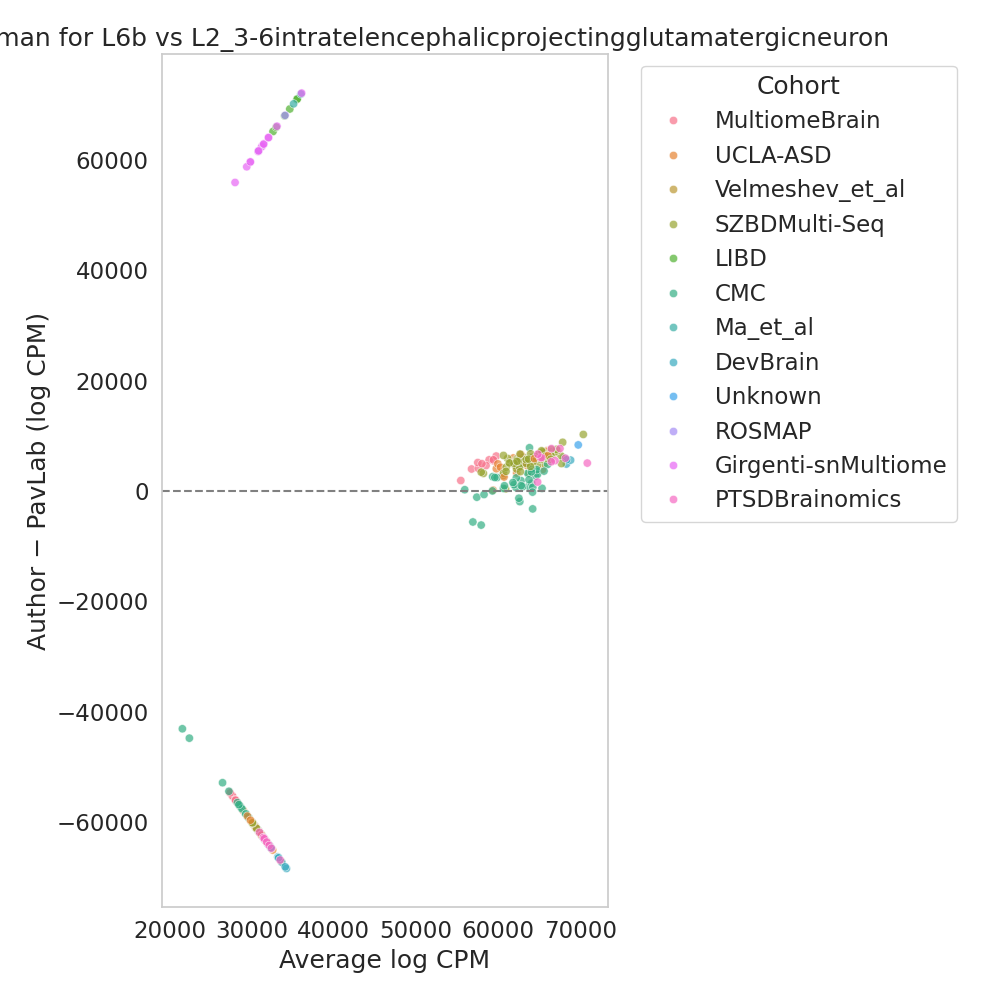 man for L6b vs L2_3-6intratelencephalicprojectingglutamatergicneuron
Cohort
MultiomeBrain
UCLA-ASD
Velmeshev_et_al
SZBDMulti-Seq
LIBD
CMC
Ma_et_al
DevBrain
Unknown
ROSMAP
Girgenti-snMultiome
PTSDBrainomics
Author − PavLab (log CPM)
60000
40000
20000
0
−20000
−40000
−60000
20000 30000 40000 50000 60000 70000
Average log CPM